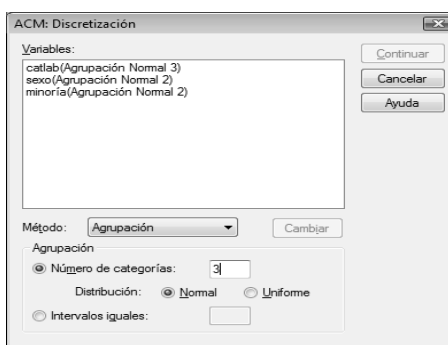 ACM: Discretización
Variables:
catlab(Agrupación Normal 3)
sexo(Agrupación Normal 2)
minoría(Agrupación Normal 2)
Continuar
Cancelar
Ayuda
Método: Agrupación Cambiar
Agrupación
Número de categorías: 3
Distribución: Normal Uniforme
Intervalos iguales: